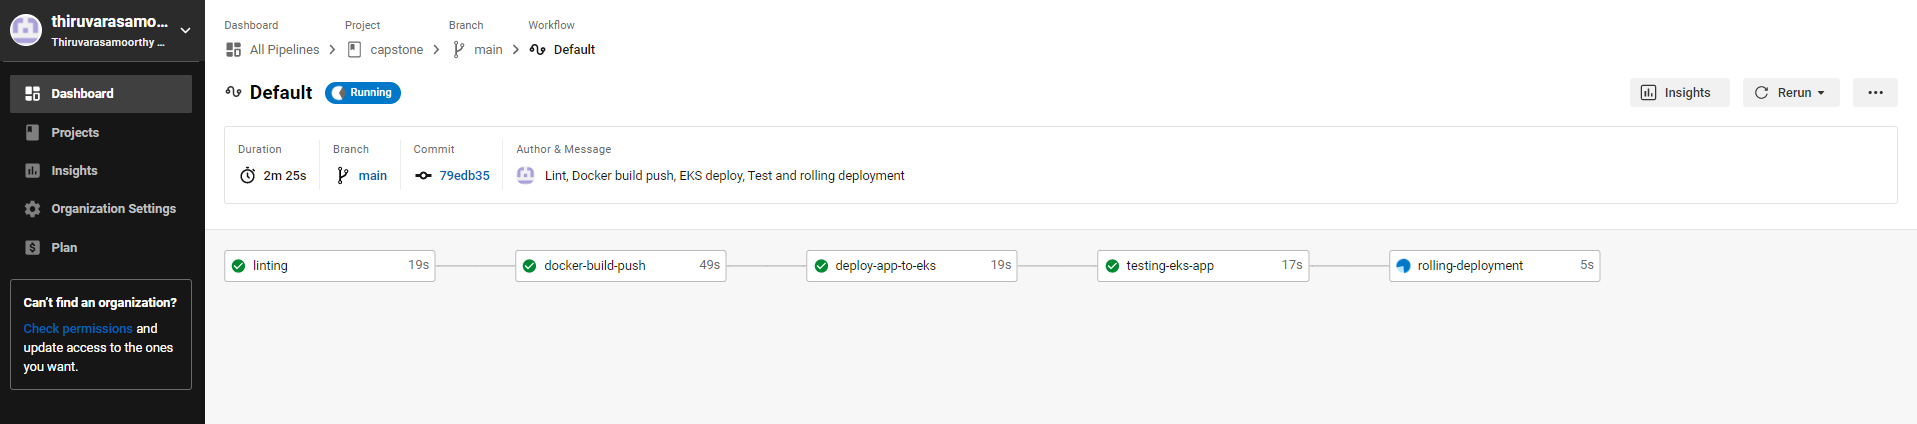 thiruvarasamo...
Thiruvarasamoorthy ...
Dashboard
Projects
Insights
Organization Settings
Plan
Can't find an organization?
Check permissions and
update access to the ones
you want.
Dashboard Project Branch Workflow
All Pipelines capstone main Default
Default Running
Insights Rerun
Duration Branch Commit Author & Message
2m 25s main 79edb35 Lint, Docker build push, EKS deploy, Test and rolling deployment
linting 19s docker-build-push 49s deploy-app-to-eks 19s testing-eks-app 17s rolling-deployment 5s